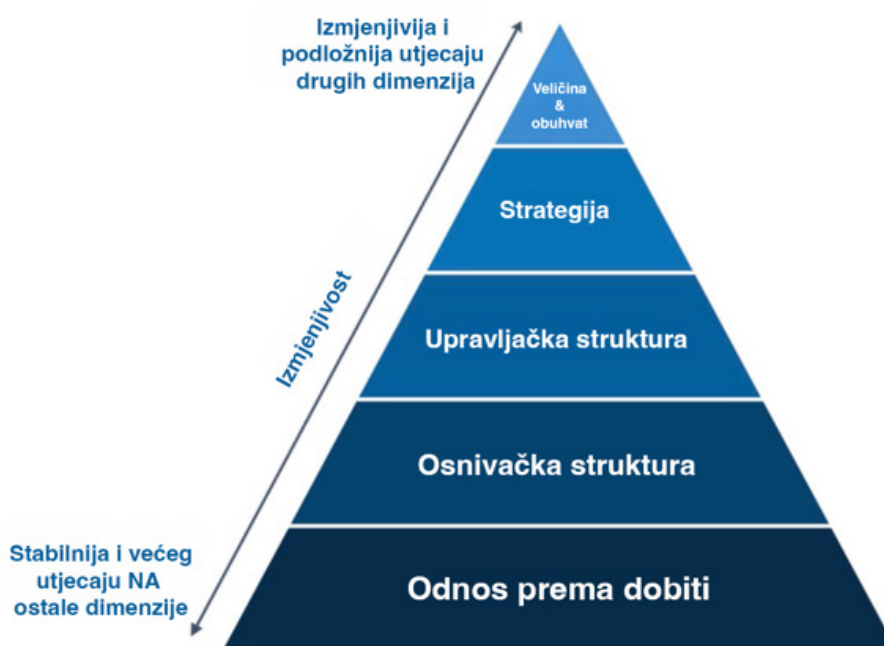 Izmjenjivija i
podložnija utjecaju
drugih dimenzija
Veličina
&
obuhvat
Strategija
Izmjenjivost
Upravljačka struktura
Osnivačka struktura
Stabilnija i većeg
utjecaju NA
ostale dimenzije
Odnos prema dobiti